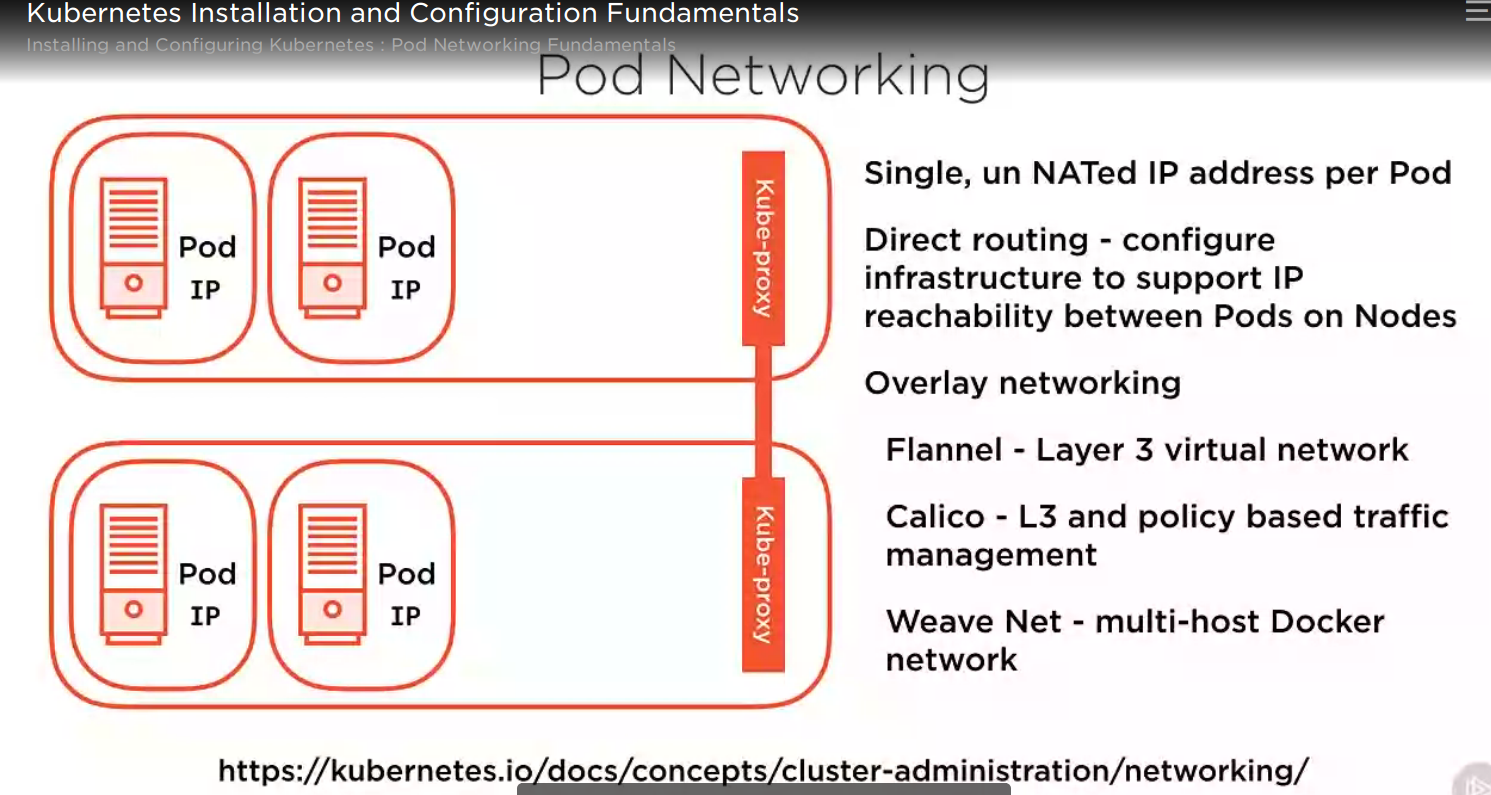 Kubernetes Installation and Configuration Fundamentals
Installing and Configuring Kubernetes : Pod Networking Fundamentals
Pod Networking
Pod
IP
Pod
IP
Kube-proxy
Pod
IP
Pod
IP
Kube-proxy
Single, un NATed IP address per Pod
Direct routing - configure
infrastructure to support IP
reachability between Pods on Nodes
Overlay networking
Flannel - Layer 3 virtual network
Calico - L3 and policy based traffic
management
Weave Net - multi-host Docker
network
https://kubernetes.io/docs/concepts/cluster-administration/networking/